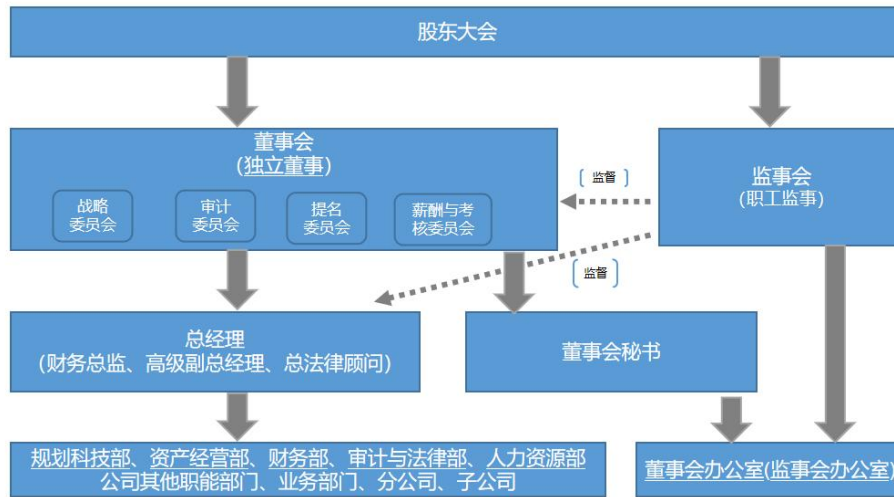 股东大会
董事会
(独立董事)
战略
委员会
审计
委员会
提名
委员会
薪酬与考
核委员会
〔 监督 〕
监事会
(职工监事)
〔 监督 〕
总经理
(财务总监、高级副总经理、总法律顾问)
董事会秘书
规划科技部、资产经营部、财务部、审计与法律部、人力资源部
公司其他职能部门、业务部门、分公司、子公司
董事会办公室(监事会办公室)